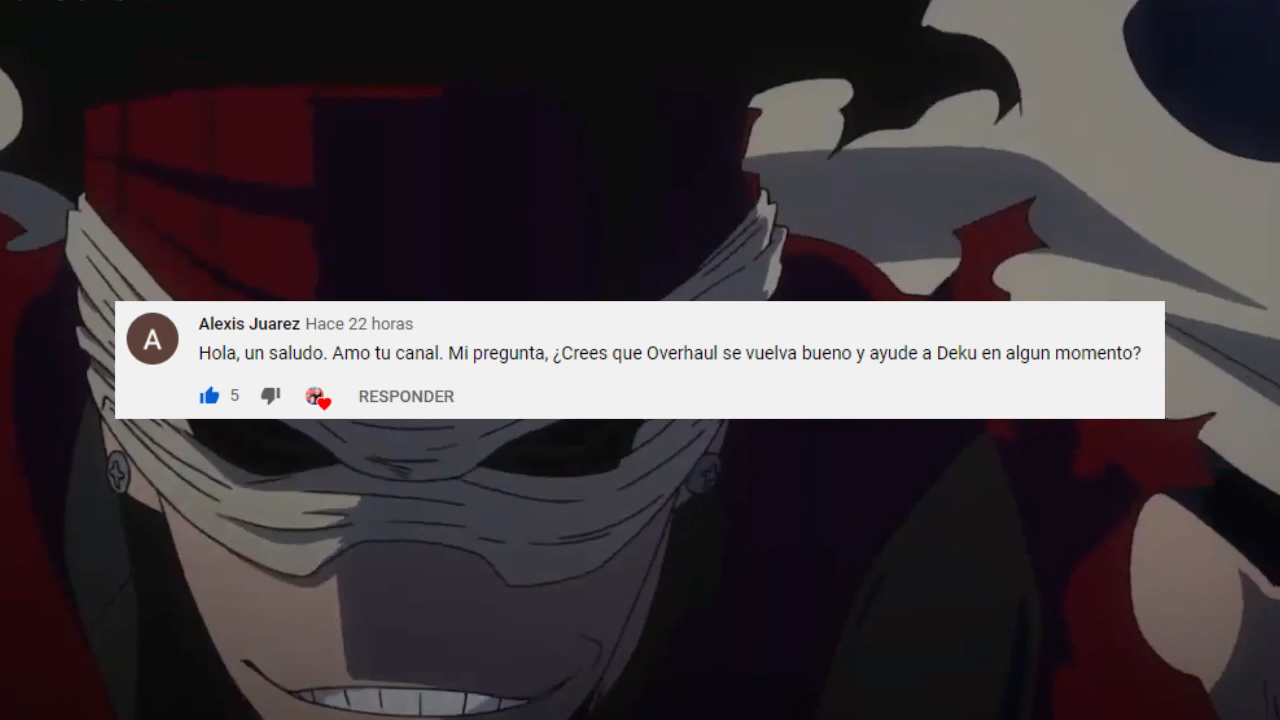 Alexis Juarez Hace 22 horas
Hola, un saludo. Amo tu canal. Mi pregunta, ¿Crees que Overhaul se vuelva bueno y ayude a Deku en algun momento?
A
5 RESPONDER